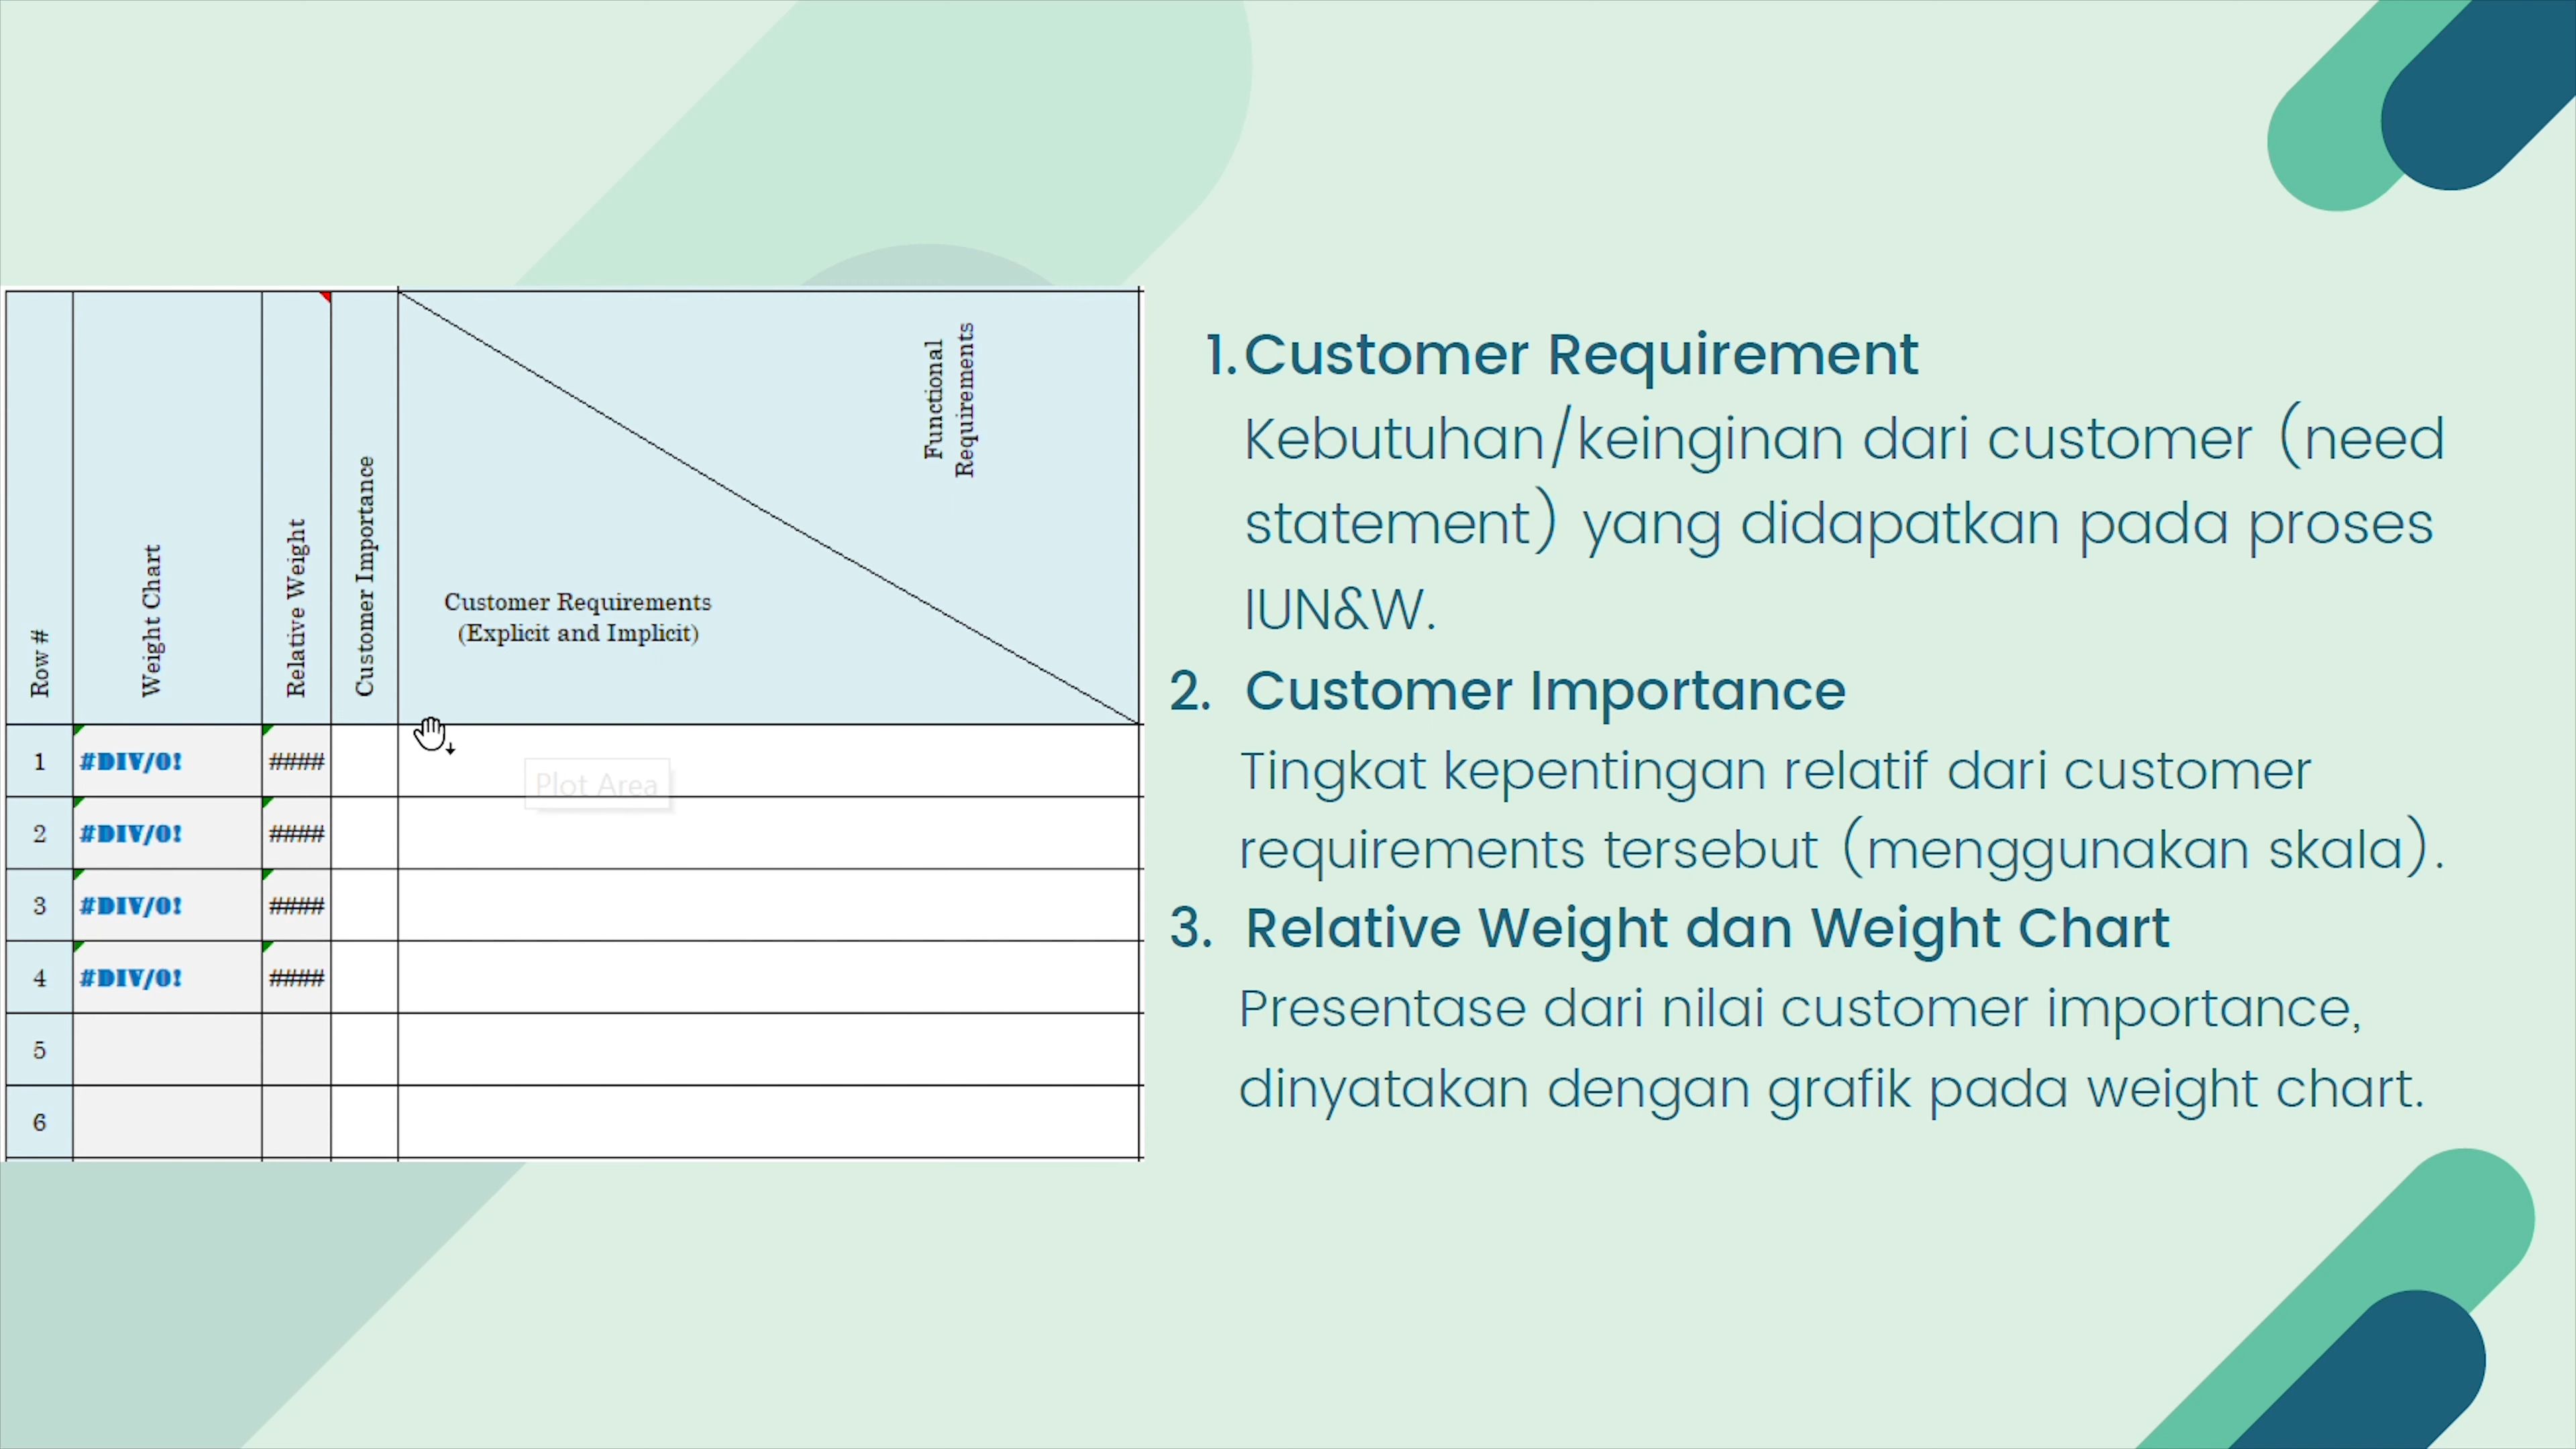 Row #
Weight Chart
Relative Weight
Customer Importance
Functional
Requirements
Customer Requirements
(Explicit and Implicit)
1 #DIV/0! ####
Plot Area
2 #DIV/0! ####
3 #DIV/0! ####
4 #DIV/0! ####
5
6
1. Customer Requirement
Kebutuhan/keinginan dari customer (need
statement) yang didapatkan pada proses
IUN&W.
2. Customer Importance
Tingkat kepentingan relatif dari customer
requirements tersebut (menggunakan skala).
3. Relative Weight dan Weight Chart
Presentase dari nilai customer importance,
dinyatakan dengan grafik pada weight chart.